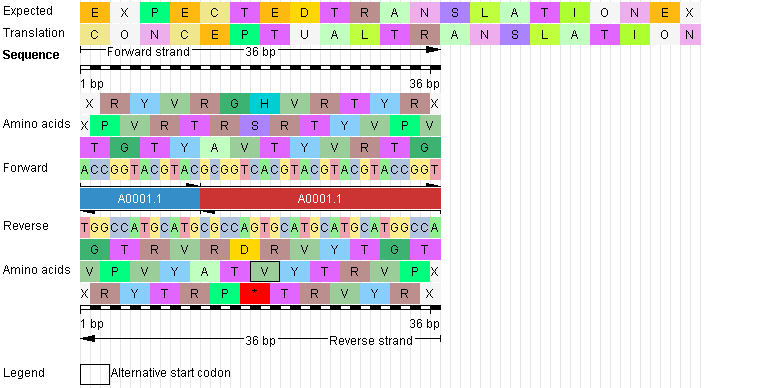 Expected E X P E C T E D T R A N S L A T I O N E X
Translation C O N C E P T U A L T R A N S L A T I O N
Sequence Forward strand 36 bp
1 bp 36 bp
X R Y V R G H V R T Y R X
Amino acids X P V R T R S R T Y V P V
T G T Y A V T Y V R T G
Forward ACCGGTACGTACGCGGTCACGTACGTACGTACCGGT
A0001.1 A0001.1
Reverse TGGCCATGCATGCGCCAGTGCATGCATGCATGGCCA
G T R V R D R V Y T G T
Amino acids V P V Y A T V Y T R V P X
X R Y T R P * T R V Y R X
1 bp 36 bp
36 bp Reverse strand
Legend Alternative start codon